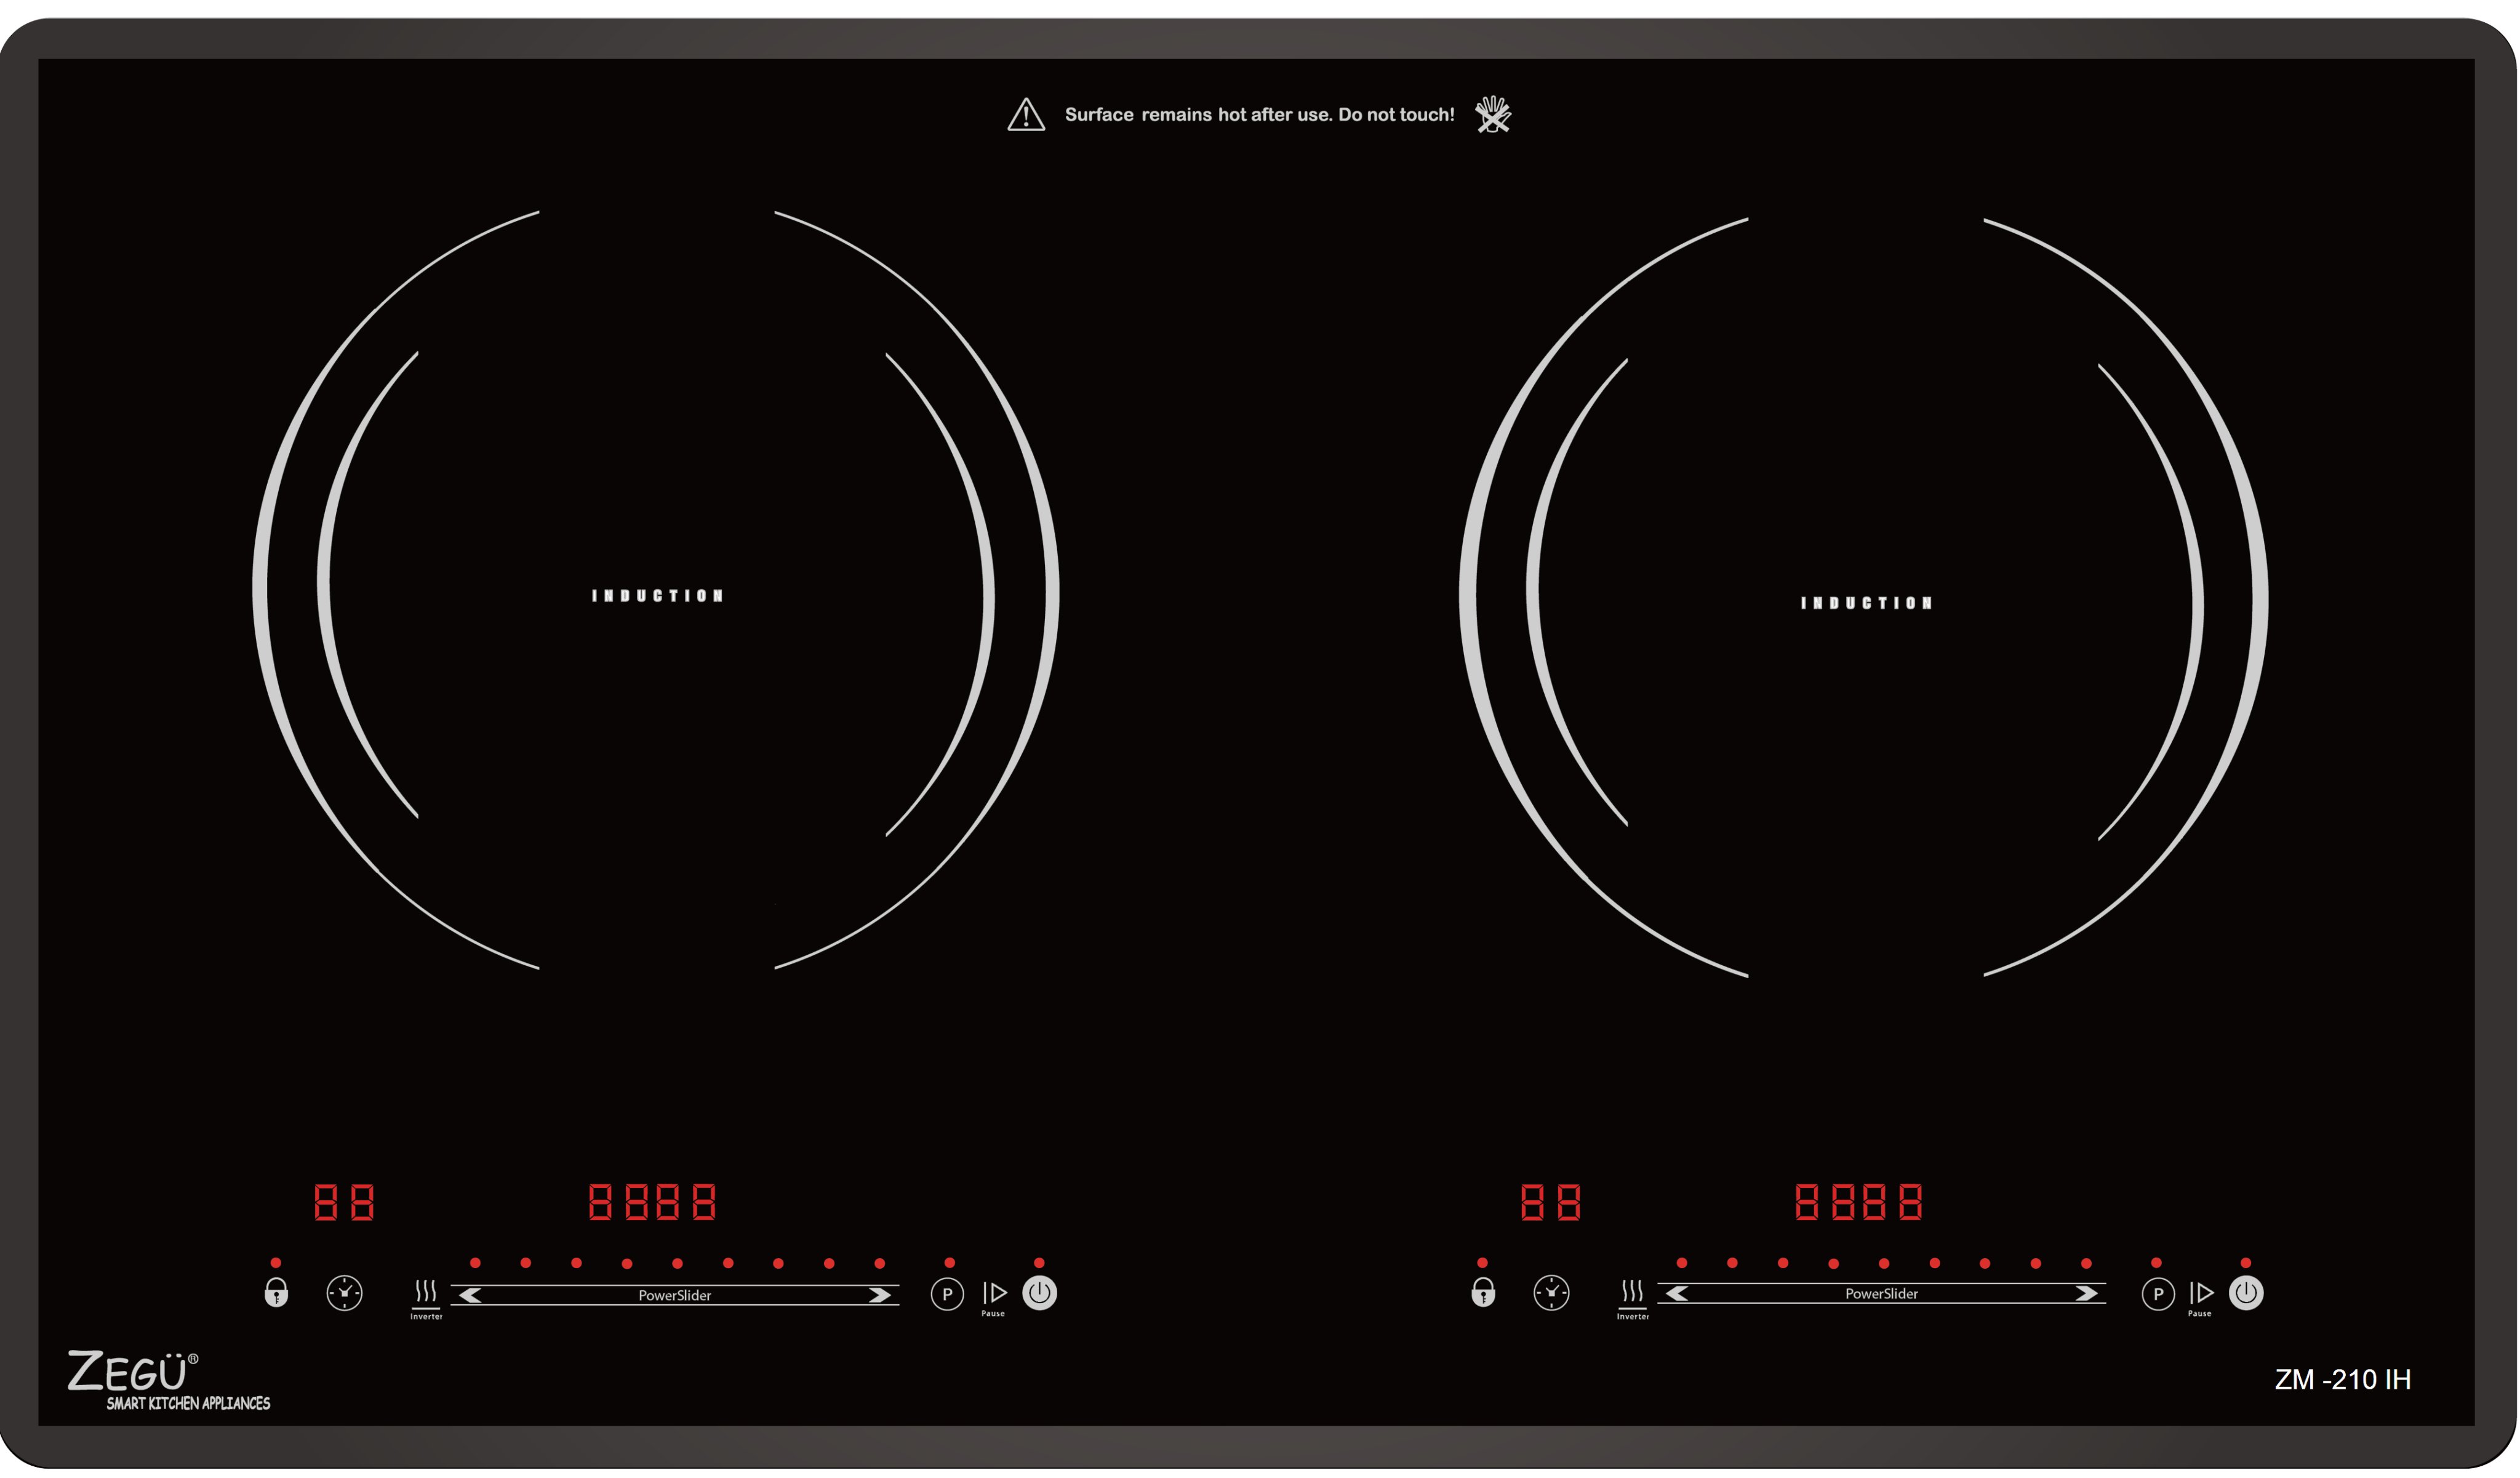 Surface remains hot after use. Do not touch!
INDUCTION
INDUCTION
88 8888
88 8888
Inverter
PowerSlider
P
Pause
Inverter
PowerSlider
P
Pause
ZEGÜ®
SMART KITCHEN APPLIANCES
ZM -210 IH